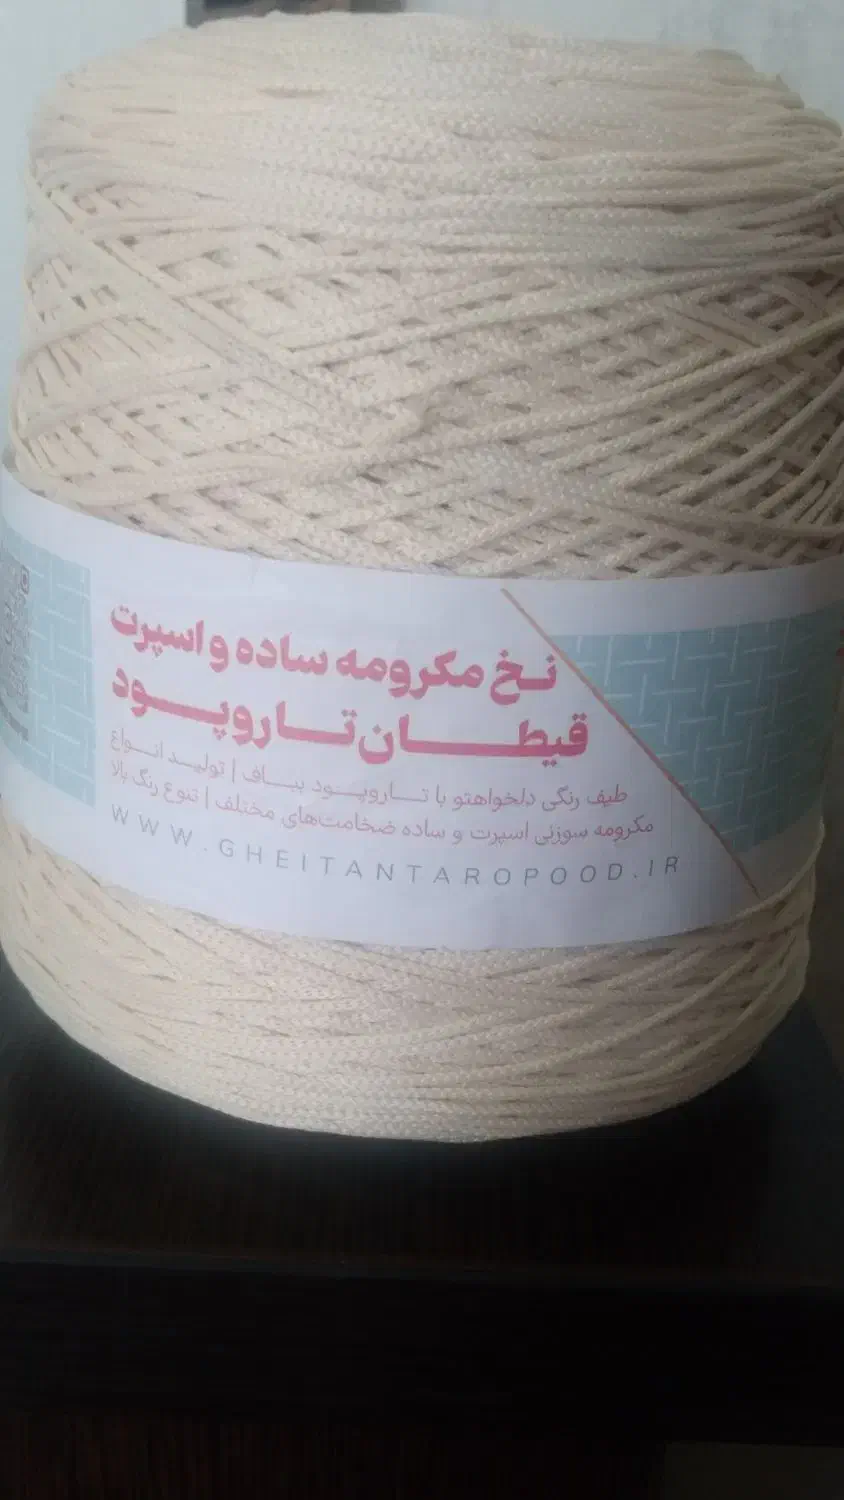 نخ مکرومه ساده و اسپرت
قیطان تاروپود
طیف رنگی دلخواهتو با تاروپود بباف | تولید انواع
مکرومه سوزنی اسپرت و ساده ضخامت‌های مختلف | تنوع رنگ بالا
WWW.GHEITANTAROPOOD.IR